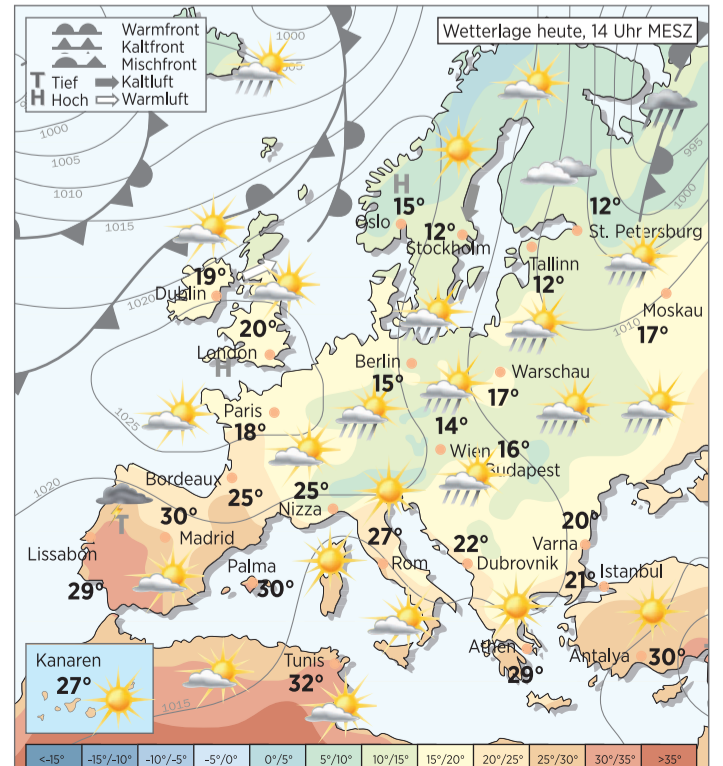 Wetterlage heute, 14 Uhr MESZ
Warmfront
Kaltfront
Mischfront
T Tief Kaltluft
H Hoch Warmluft
1000
1005
1000
1005
1010
1015
1020
1025
1020
1015
995
1000
1010
H
15°
Oslo
12°
Stockholm
12°
St. Petersburg
Tallinn
12°
Moskau
17°
19°
Dublin
20°
London
H
Berlin
15°
Warschau
17°
Paris
18°
14°
Wien
16°
Budapest
Bordeaux
25°
25°
Nizza
T
30°
Madrid
Lissabon
29°
Palma
30°
27°
Rom
22°
Dubrovnik
20°
Varna
21°
Istanbul
Athen
29°
Antalya
30°
Kanaren
27°
Tunis
32°
<-15° -15°/-10° -10°/-5° -5°/0° 0°/5° 5°/10° 10°/15° 15°/20° 20°/25° 25°/30° 30°/35° >35°